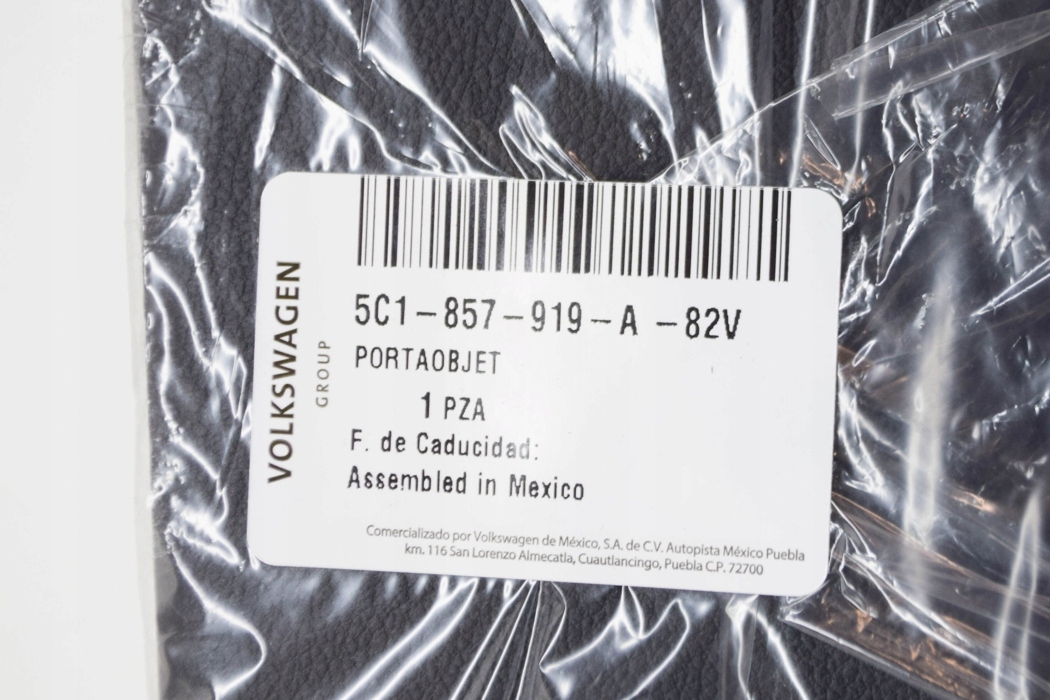 VOLKSWAGEN
GROUP
5C1-857-919-A -82V
PORTAOBJET
1 PZA
F. de Caducidad:
Assembled in Mexico
Comercializado por Volkswagen de México, S.A. de C.V. Autopista México Puebla
km. 116 San Lorenzo Almecatla, Cuautlancingo, Puebla C.P. 72700